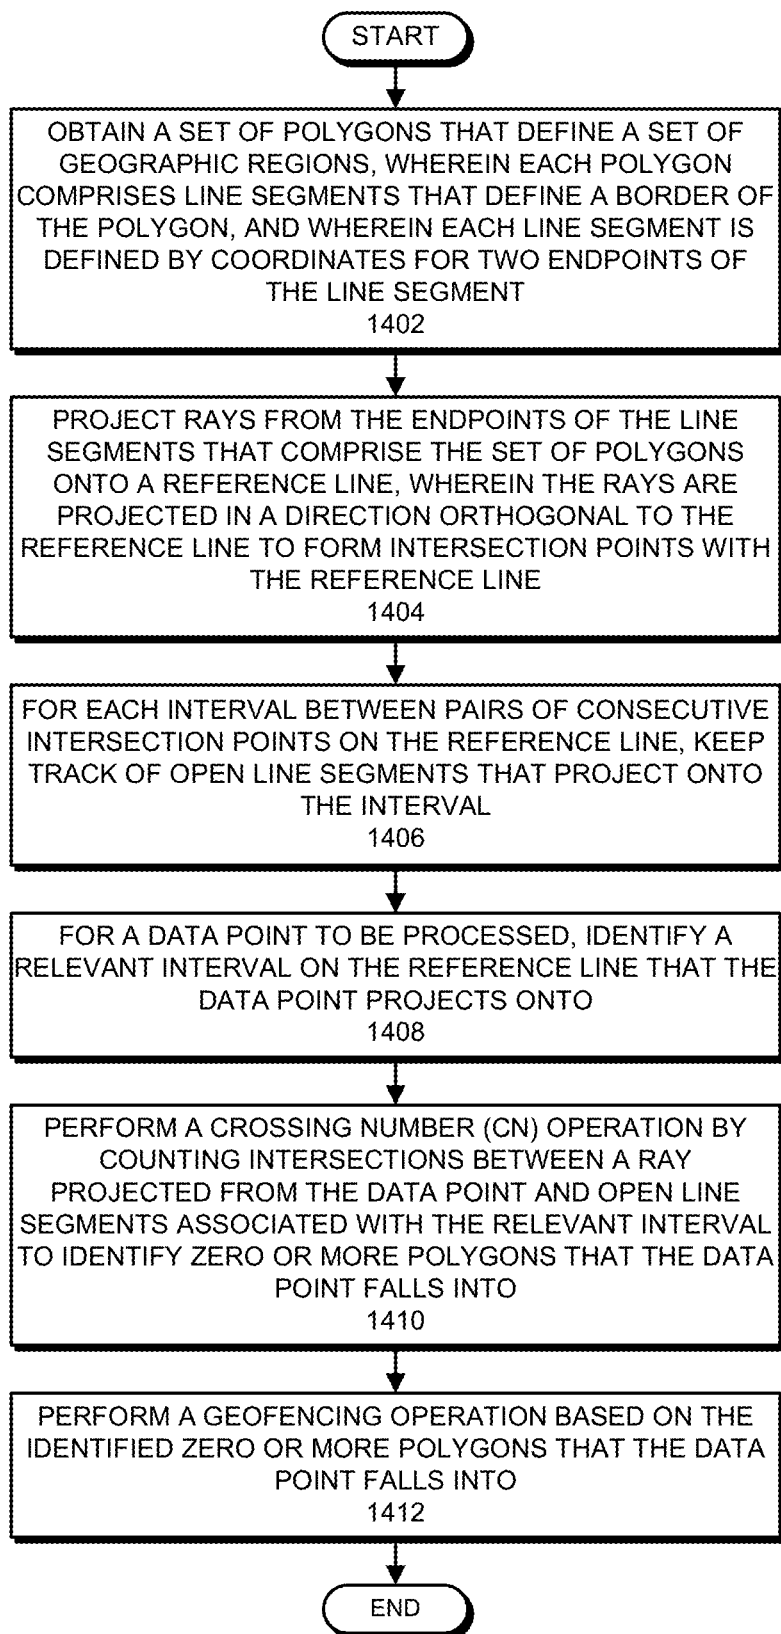 START
OBTAIN A SET OF POLYGONS THAT DEFINE A SET OF
GEOGRAPHIC REGIONS, WHEREIN EACH POLYGON
COMPRISES LINE SEGMENTS THAT DEFINE A BORDER OF
THE POLYGON, AND WHEREIN EACH LINE SEGMENT IS
DEFINED BY COORDINATES FOR TWO ENDPOINTS OF
THE LINE SEGMENT
1402
PROJECT RAYS FROM THE ENDPOINTS OF THE LINE
SEGMENTS THAT COMPRISE THE SET OF POLYGONS
ONTO A REFERENCE LINE, WHEREIN THE RAYS ARE
PROJECTED IN A DIRECTION ORTHOGONAL TO THE
REFERENCE LINE TO FORM INTERSECTION POINTS WITH
THE REFERENCE LINE
1404
FOR EACH INTERVAL BETWEEN PAIRS OF CONSECUTIVE
INTERSECTION POINTS ON THE REFERENCE LINE, KEEP
TRACK OF OPEN LINE SEGMENTS THAT PROJECT ONTO
THE INTERVAL
1406
FOR A DATA POINT TO BE PROCESSED, IDENTIFY A
RELEVANT INTERVAL ON THE REFERENCE LINE THAT THE
DATA POINT PROJECTS ONTO
1408
PERFORM A CROSSING NUMBER (CN) OPERATION BY
COUNTING INTERSECTIONS BETWEEN A RAY
PROJECTED FROM THE DATA POINT AND OPEN LINE
SEGMENTS ASSOCIATED WITH THE RELEVANT INTERVAL
TO IDENTIFY ZERO OR MORE POLYGONS THAT THE DATA
POINT FALLS INTO
1410
PERFORM A GEOFENCING OPERATION BASED ON THE
IDENTIFIED ZERO OR MORE POLYGONS THAT THE DATA
POINT FALLS INTO
1412
END